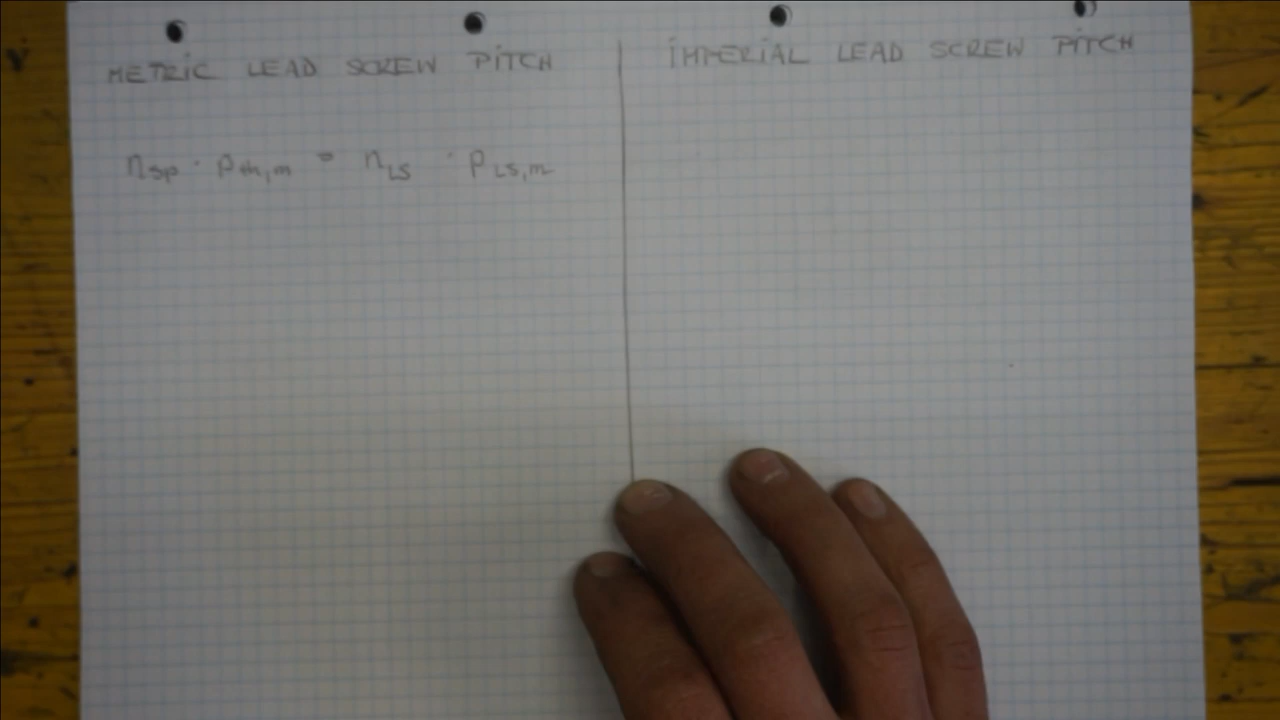 METRIC LEAD SCREW PITCH
n_sp · p_th,m = n_LS · p_LS,m
IMPERIAL LEAD SCREW PITCH